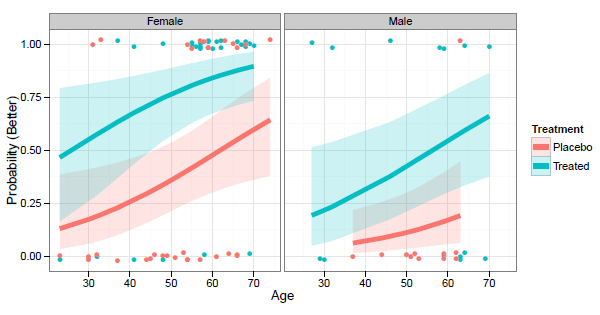 Female
Male
Probability (Better)
1.00
0.75
0.50
0.25
0.00
30
40
50
60
70
30
40
50
60
70
Age
Treatment
Placebo
Treated